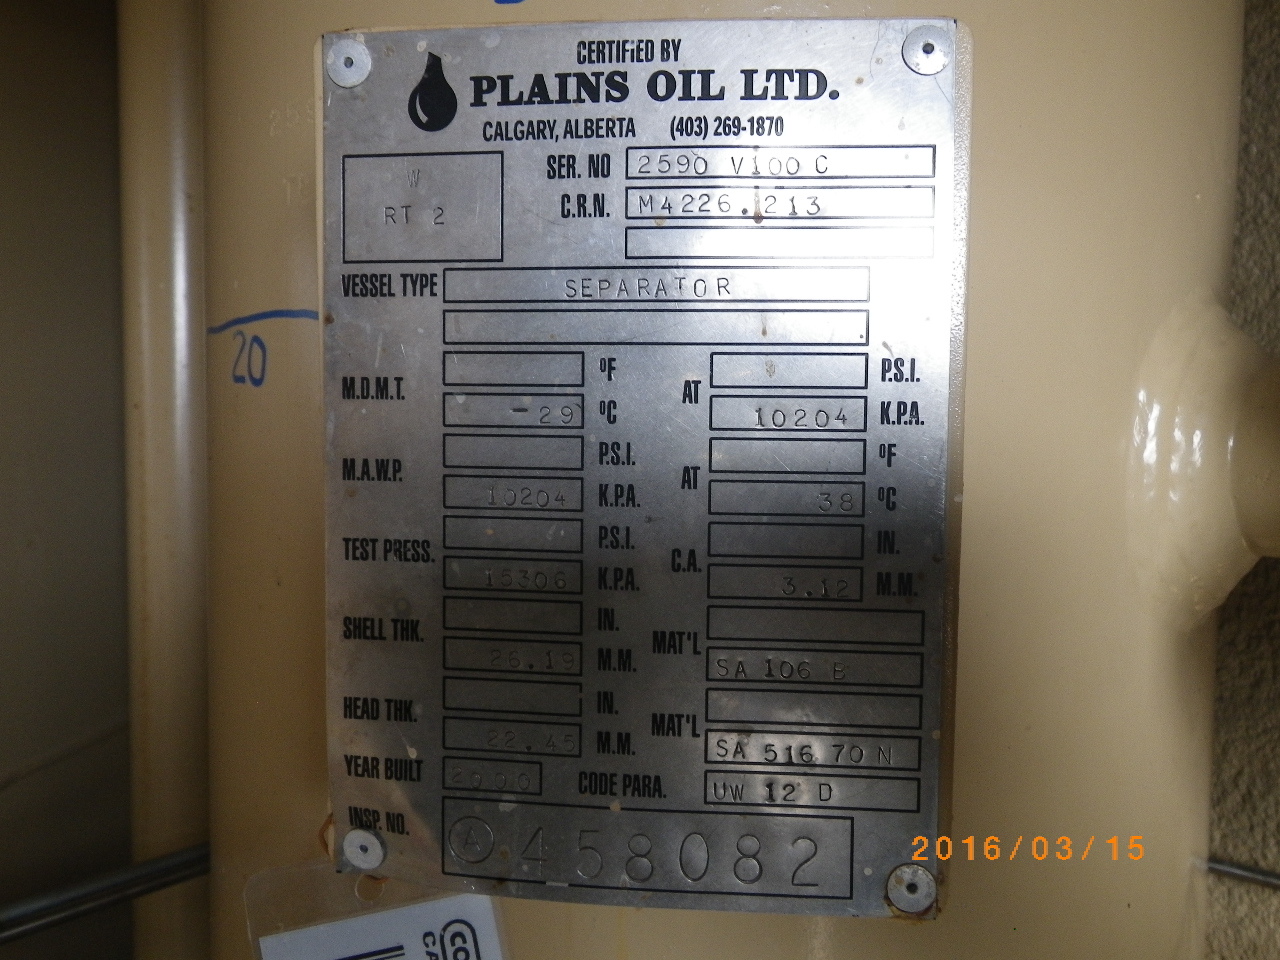 CERTIFIED BY
PLAINS OIL LTD.
CALGARY, ALBERTA (403) 269-1870
W
RT 2
SER. NO 2590 V100 C
C.R.N. M4226.213
VESSEL TYPE SEPARATOR
M.D.M.T. °F AT P.S.I.
-29 °C 10204 K.P.A.
M.A.W.P. P.S.I. AT °F
10204 K.P.A. 38 °C
TEST PRESS. P.S.I. C.A. IN.
15306 K.P.A. 3.12 M.M.
SHELL THK. IN. MAT'L
26.19 M.M. SA 106 B
HEAD THK. IN. MAT'L
22.45 M.M. SA 516 70 N
YEAR BUILT 2000 CODE PARA. UW 12 D
INSP. NO. A 458082
20
2016/03/15